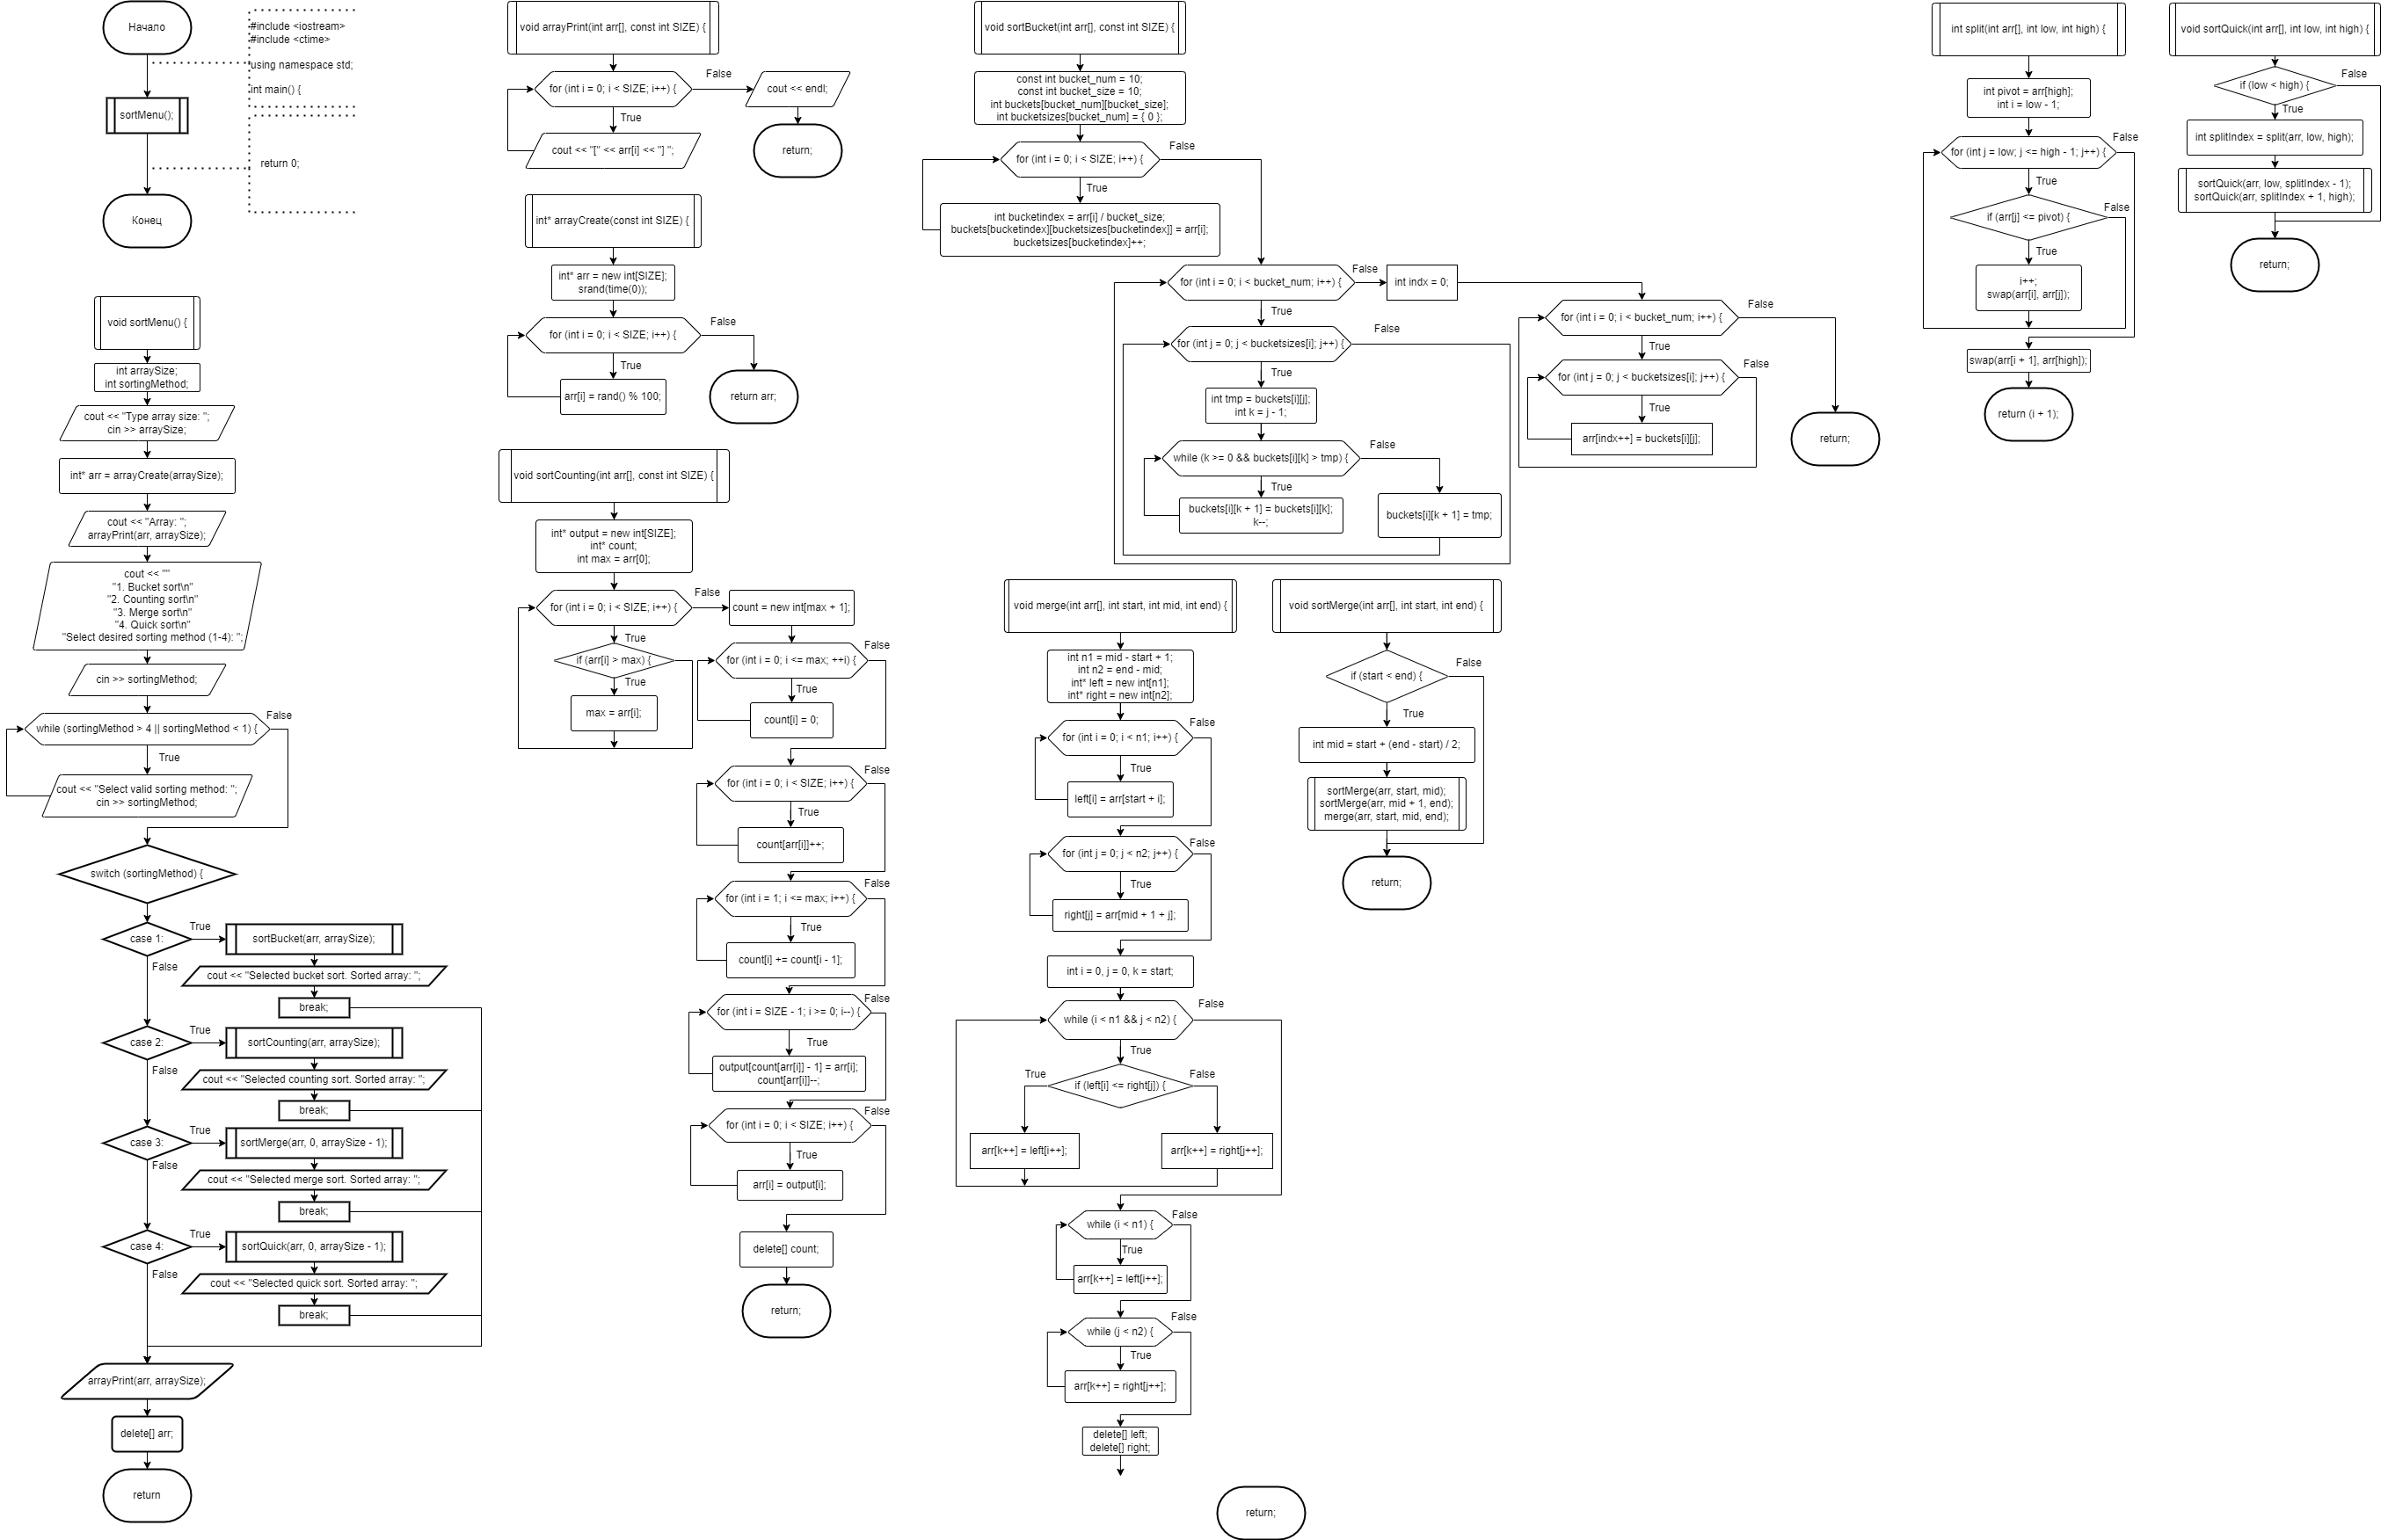 Начало
#include <iostream>
#include <ctime>
using namespace std;
int main() {
sortMenu();
return 0;
Конец
void sortMenu() {
int arraySize;
int sortingMethod;
cout << "Type array size: ";
cin >> arraySize;
int* arr = arrayCreate(arraySize);
cout << "Array: ";
arrayPrint(arr, arraySize);
cout << ""
"1. Bucket sort\n"
"2. Counting sort\n"
"3. Merge sort\n"
"4. Quick sort\n"
"Select desired sorting method (1-4): ";
cin >> sortingMethod;
while (sortingMethod > 4 || sortingMethod < 1) {
False
True
cout << "Select valid sorting method: ";
cin >> sortingMethod;
switch (sortingMethod) {
case 1:
True
sortBucket(arr, arraySize);
False
cout << "Selected bucket sort. Sorted array: ";
break;
case 2:
True
sortCounting(arr, arraySize);
False
cout << "Selected counting sort. Sorted array: ";
break;
case 3:
True
sortMerge(arr, 0, arraySize - 1);
False
cout << "Selected merge sort. Sorted array: ";
break;
case 4:
True
sortQuick(arr, 0, arraySize - 1);
False
cout << "Selected quick sort. Sorted array: ";
break;
arrayPrint(arr, arraySize);
delete[] arr;
return
void arrayPrint(int arr[], const int SIZE) {
for (int i = 0; i < SIZE; i++) {
False
cout << endl;
True
cout << "[" << arr[i] << "] ";
return;
int* arrayCreate(const int SIZE) {
int* arr = new int[SIZE];
srand(time(0));
for (int i = 0; i < SIZE; i++) {
False
True
arr[i] = rand() % 100;
return arr;
void sortCounting(int arr[], const int SIZE) {
int* output = new int[SIZE];
int* count;
int max = arr[0];
for (int i = 0; i < SIZE; i++) {
False
True
if (arr[i] > max) {
True
max = arr[i];
count = new int[max + 1];
for (int i = 0; i <= max; ++i) {
False
True
count[i] = 0;
for (int i = 0; i < SIZE; i++) {
False
True
count[arr[i]]++;
for (int i = 1; i <= max; i++) {
False
True
count[i] += count[i - 1];
for (int i = SIZE - 1; i >= 0; i--) {
False
True
output[count[arr[i]] - 1] = arr[i];
count[arr[i]]--;
for (int i = 0; i < SIZE; i++) {
False
True
arr[i] = output[i];
delete[] count;
return;
void sortBucket(int arr[], const int SIZE) {
const int bucket_num = 10;
const int bucket_size = 10;
int buckets[bucket_num][bucket_size];
int bucketsizes[bucket_num] = { 0 };
for (int i = 0; i < SIZE; i++) {
False
True
int bucketindex = arr[i] / bucket_size;
buckets[bucketindex][bucketsizes[bucketindex]] = arr[i];
bucketsizes[bucketindex]++;
for (int i = 0; i < bucket_num; i++) {
False
True
for (int j = 0; j < bucketsizes[i]; j++) {
False
True
int tmp = buckets[i][j];
int k = j - 1;
while (k >= 0 && buckets[i][k] > tmp) {
False
True
buckets[i][k + 1] = buckets[i][k];
k--;
buckets[i][k + 1] = tmp;
int indx = 0;
for (int i = 0; i < bucket_num; i++) {
False
True
for (int j = 0; j < bucketsizes[i]; j++) {
False
True
arr[indx++] = buckets[i][j];
return;
void merge(int arr[], int start, int mid, int end) {
int n1 = mid - start + 1;
int n2 = end - mid;
int* left = new int[n1];
int* right = new int[n2];
for (int i = 0; i < n1; i++) {
False
True
left[i] = arr[start + i];
for (int j = 0; j < n2; j++) {
False
True
right[j] = arr[mid + 1 + j];
int i = 0, j = 0, k = start;
while (i < n1 && j < n2) {
False
True
if (left[i] <= right[j]) {
True
False
arr[k++] = left[i++];
arr[k++] = right[j++];
while (i < n1) {
False
True
arr[k++] = left[i++];
while (j < n2) {
False
True
arr[k++] = right[j++];
delete[] left;
delete[] right;
return;
void sortMerge(int arr[], int start, int end) {
if (start < end) {
False
True
int mid = start + (end - start) / 2;
sortMerge(arr, start, mid);
sortMerge(arr, mid + 1, end);
merge(arr, start, mid, end);
return;
int split(int arr[], int low, int high) {
int pivot = arr[high];
int i = low - 1;
for (int j = low; j <= high - 1; j++) {
False
True
if (arr[j] <= pivot) {
False
True
i++;
swap(arr[i], arr[j]);
swap(arr[i + 1], arr[high]);
return (i + 1);
void sortQuick(int arr[], int low, int high) {
if (low < high) {
False
True
int splitIndex = split(arr, low, high);
sortQuick(arr, low, splitIndex - 1);
sortQuick(arr, splitIndex + 1, high);
return;